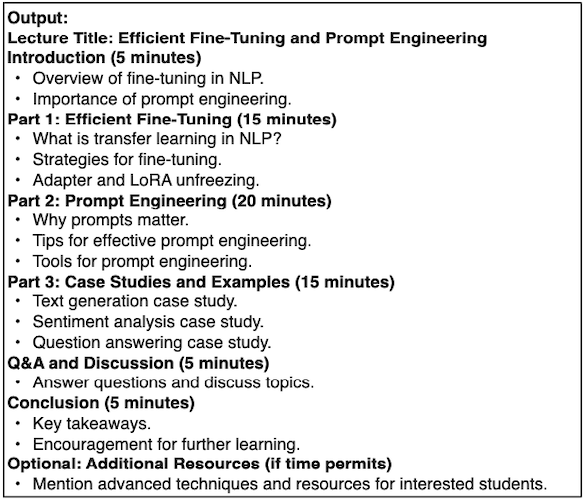 Output:
Lecture Title: Efficient Fine-Tuning and Prompt Engineering
Introduction (5 minutes)
• Overview of fine-tuning in NLP.
• Importance of prompt engineering.
Part 1: Efficient Fine-Tuning (15 minutes)
• What is transfer learning in NLP?
• Strategies for fine-tuning.
• Adapter and LoRA unfreezing.
Part 2: Prompt Engineering (20 minutes)
• Why prompts matter.
• Tips for effective prompt engineering.
• Tools for prompt engineering.
Part 3: Case Studies and Examples (15 minutes)
• Text generation case study.
• Sentiment analysis case study.
• Question answering case study.
Q&A and Discussion (5 minutes)
• Answer questions and discuss topics.
Conclusion (5 minutes)
• Key takeaways.
• Encouragement for further learning.
Optional: Additional Resources (if time permits)
• Mention advanced techniques and resources for interested students.